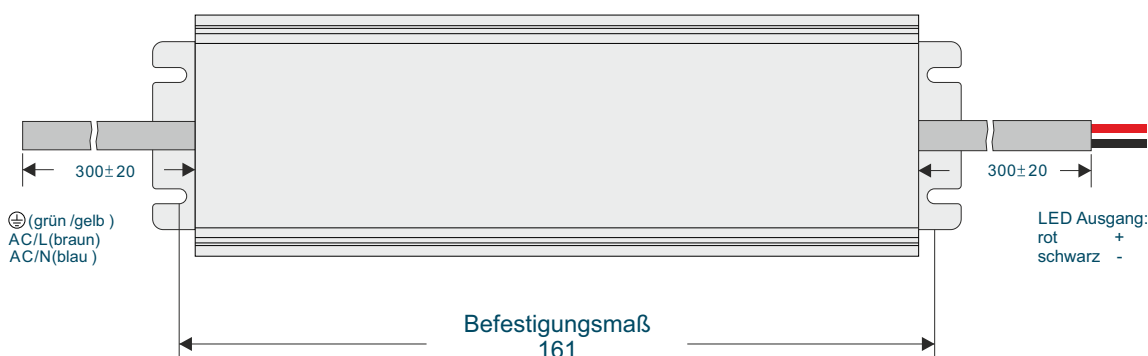 300±20
300±20
(grün /gelb )
AC/L(braun)
AC/N(blau )
LED Ausgang:
rot +
schwarz -
Befestigungsmaß
161